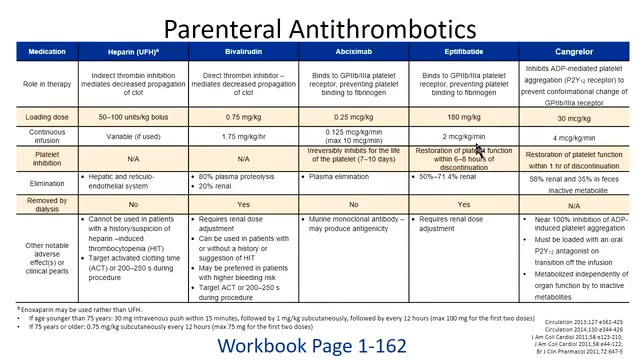 Parenteral Antithrombotics
Medication Heparin (UFH)ᵃ Bivalirudin Abciximab Eptifibatide Cangrelor
Role in therapy
Indirect thrombin inhibition
mediates decreased propagation
of clot
Direct thrombin inhibitor –
mediates decreased propagation
of clot
Binds to GPIIb/IIIa platelet
receptor, preventing platelet
binding to fibrinogen
Binds to GPIIb/IIIa platelet
receptor, preventing platelet
binding to fibrinogen
Inhibits ADP-mediated platelet
aggregation (P2Y₁₂ receptor) to
prevent conformational change of
GPIIb/IIIa receptor
Loading dose 50–100 units/kg bolus 0.75 mg/kg 0.25 mcg/kg 180 mg/kg 30 mcg/kg
Continuous
infusion
Variable (if used)
1.75 mg/kg/hr
0.125 mcg/kg/min
(max 10 mcg/min)
2 mcg/kg/min
4 mcg/kg/min
Platelet
inhibition
N/A
N/A
Irreversibly inhibits for the life
of the platelet (7–10 days)
Restoration of platelet function
within 6–8 hours of
discontinuation
Restoration of platelet function
within 1 hr of discontinuation
Elimination
• Hepatic and reticulo-
endothelial system
• 80% plasma proteolysis
• 20% renal
• Plasma elimination
• 50%–71.4% renal
58% renal and 35% in feces
inactive metabolite
Removed by
dialysis
No
Yes
No
Yes
N/A
Other notable
adverse
effect(s) or
clinical pearls
• Cannot be used in patients
with a history/suspicion of
heparin –induced
thrombocytopenia (HIT)
• Target activated clotting time
(ACT) or 200–250 s during
procedure
• Requires renal dose
adjustment
• Can be used in patients with
or without a history or
suggestion of HIT
• May be preferred in patients
with higher bleeding risk
• Target ACT or 200–250 s
during procedure
• Murine monoclonal antibody –
may produce antigenicity
• Requires renal dose
adjustment
• Near 100% inhibition of ADP-
induced platelet aggregation
• Must be loaded with an oral
P2Y₁₂ antagonist on
transition off the infusion
• Metabolized independently of
organ function by to inactive
metabolites
ᵃ Enoxaparin may be used rather than UFH.
• If age younger than 75 years: 30 mg intravenous push within 15 minutes, followed by 1 mg/kg subcutaneously, followed by every 12 hours (max 100 mg for the first two doses)
• If 75 years or older: 0.75 mg/kg subcutaneously every 12 hours (max 75 mg for the first two doses)
Circulation 2013;127:e362-425
Circulation 2014;130:e344-426
J Am Coll Cardiol 2011;58:e123-210;
J Am Coll Cardiol 2011;58:e44-122;
Br J Clin Pharmacol 2011;72:647-5
Workbook Page 1-162